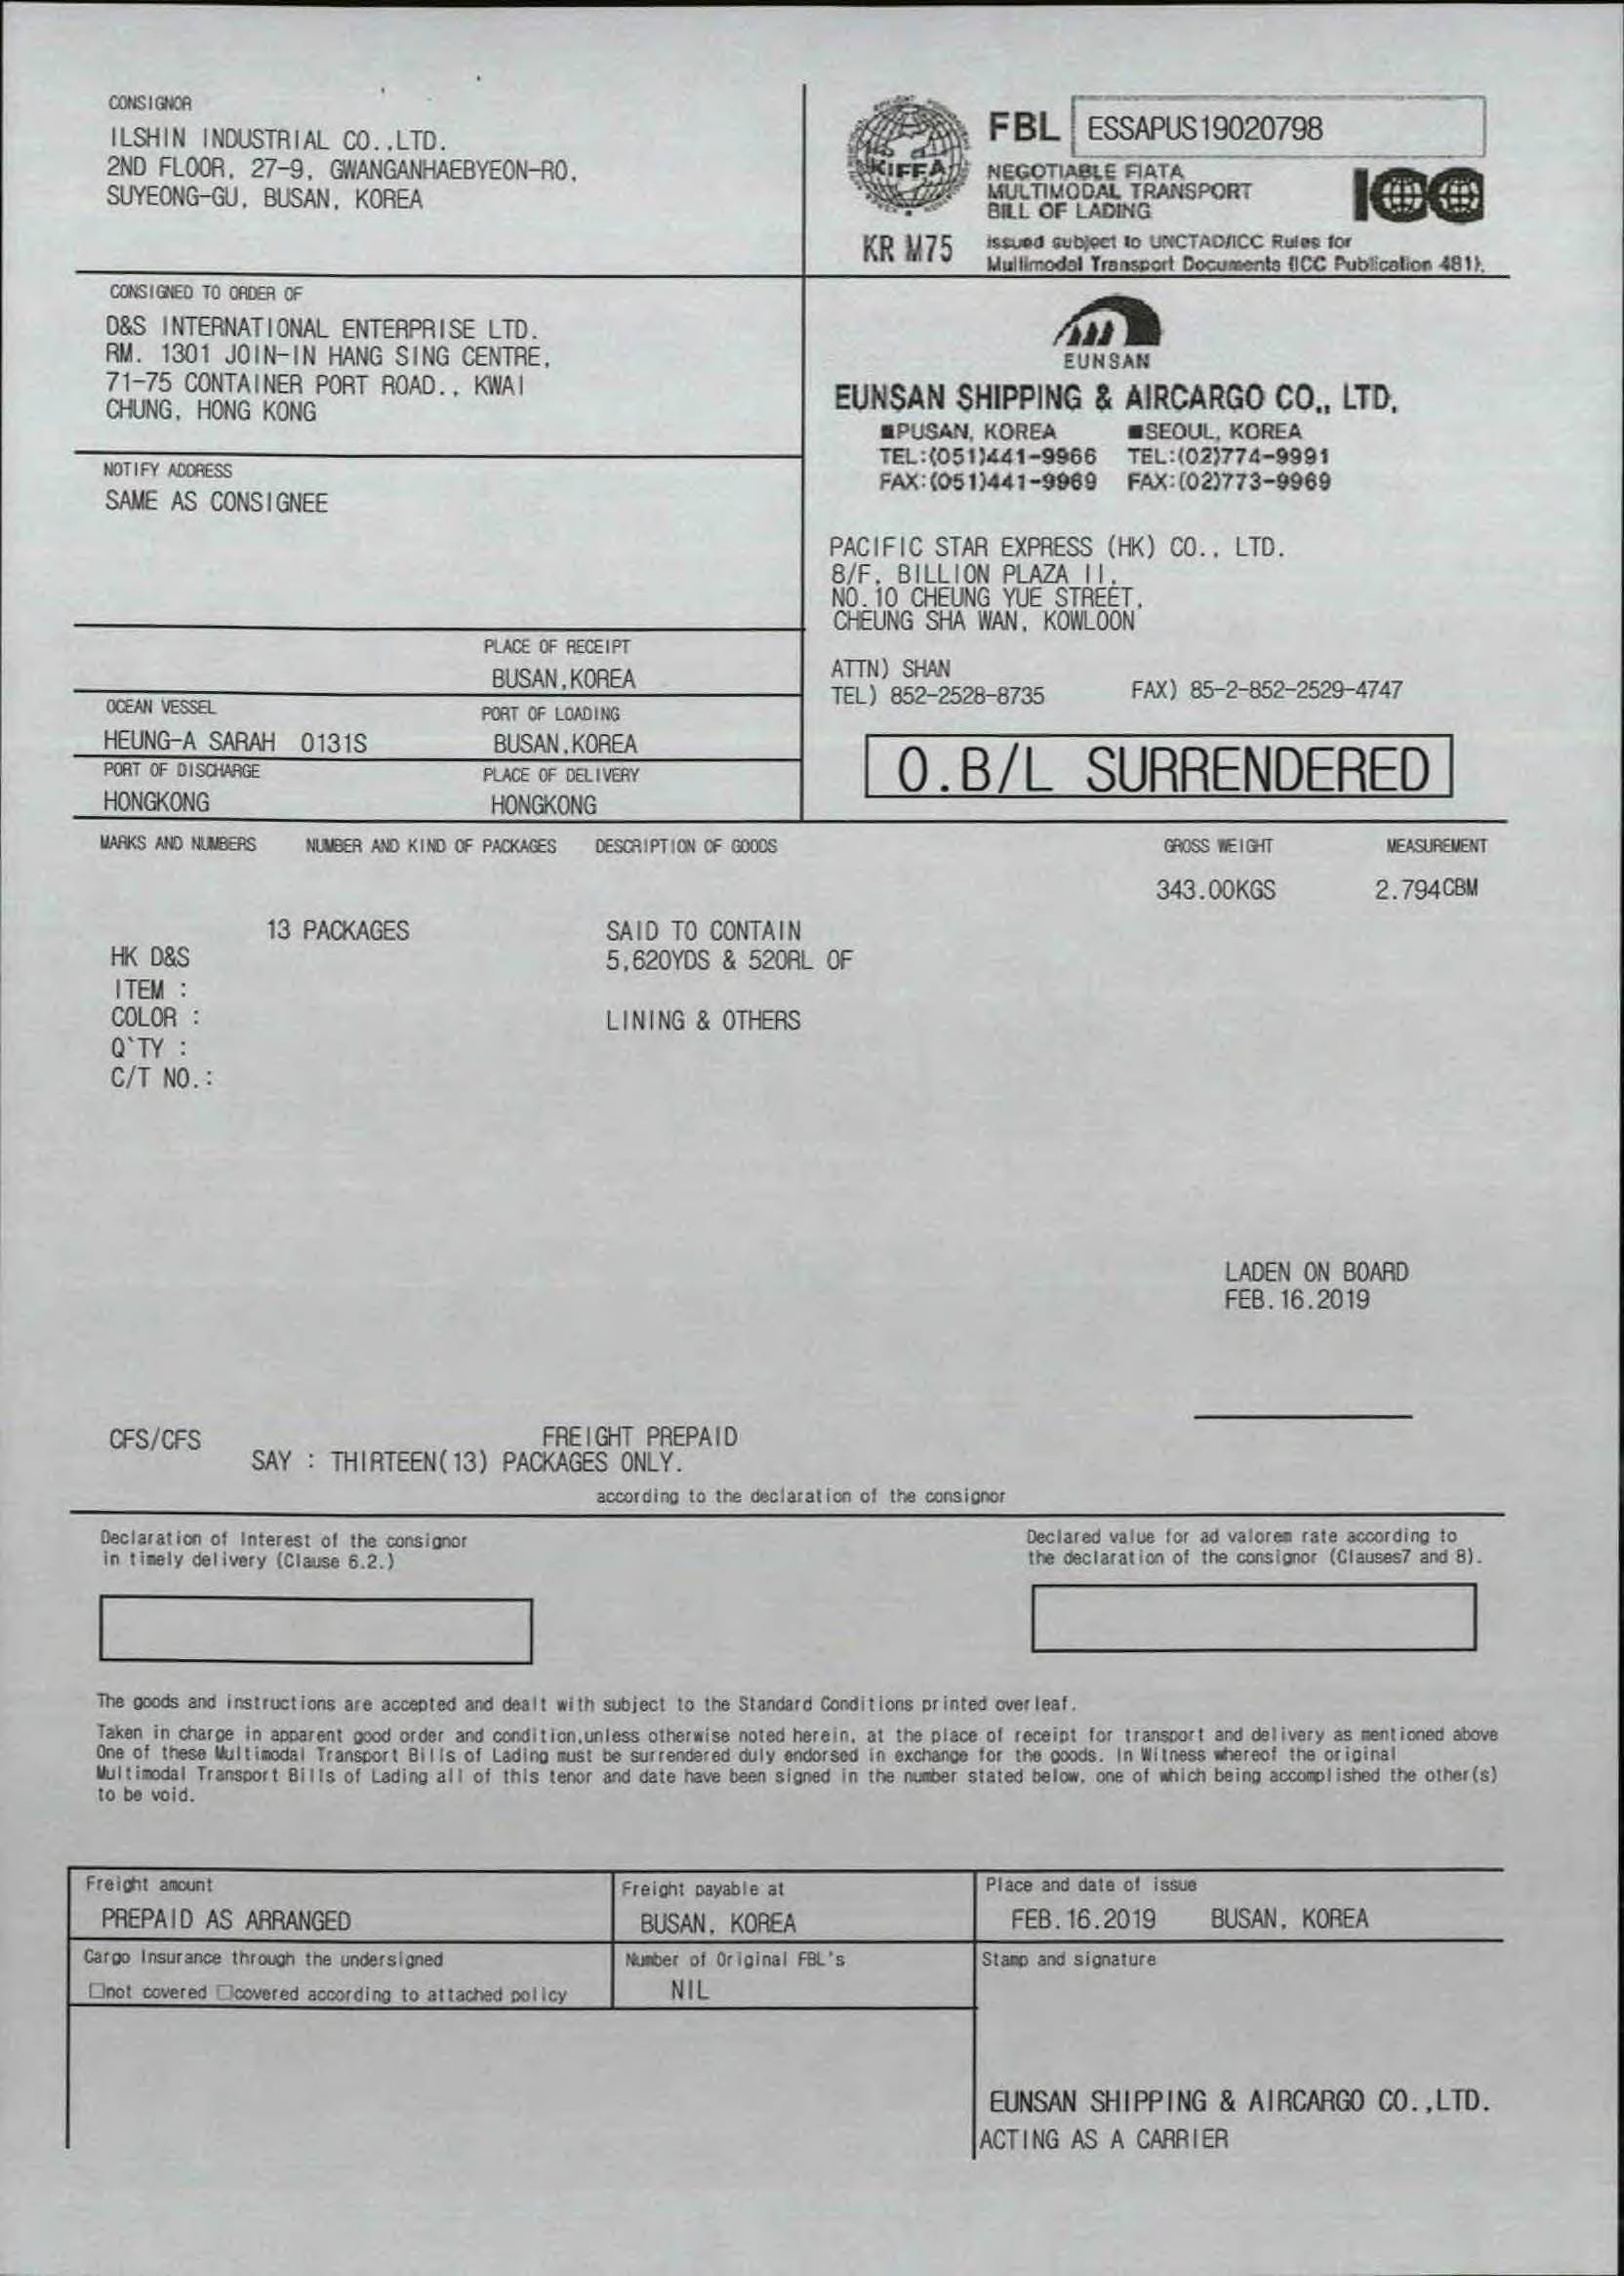 CONSIGNOR
ILSHIN INDUSTRIAL CO.,LTD.
2ND FLOOR, 27-9, GWANGANHAEBYEON-RO,
SUYEONG-GU, BUSAN, KOREA
KIFFA
KR M75
FBL ESSAPUS19020798
NEGOTIABLE FIATA
MULTIMODAL TRANSPORT
BILL OF LADING
ICC
issued subject to UNCTAD/ICC Rules for
Multimodal Transport Documents (ICC Publication 481).
CONSIGNED TO ORDER OF
D&S INTERNATIONAL ENTERPRISE LTD.
RM. 1301 JOIN-IN HANG SING CENTRE,
71-75 CONTAINER PORT ROAD., KWAI
CHUNG, HONG KONG
NOTIFY ADDRESS
SAME AS CONSIGNEE
EUNSAN
EUNSAN SHIPPING & AIRCARGO CO., LTD.
■PUSAN, KOREA ■SEOUL, KOREA
TEL:(051)441-9966 TEL:(02)774-9991
FAX:(051)441-9969 FAX:(02)773-9969
PACIFIC STAR EXPRESS (HK) CO., LTD.
8/F, BILLION PLAZA II,
NO.10 CHEUNG YUE STREET,
CHEUNG SHA WAN, KOWLOON
ATTN) SHAN
TEL) 852-2528-8735 FAX) 85-2-852-2529-4747
PLACE OF RECEIPT
BUSAN,KOREA
OCEAN VESSEL PORT OF LOADING
HEUNG-A SARAH 0131S BUSAN,KOREA
PORT OF DISCHARGE PLACE OF DELIVERY
HONGKONG HONGKONG
O.B/L SURRENDERED
MARKS AND NUMBERS NUMBER AND KIND OF PACKAGES DESCRIPTION OF GOODS GROSS WEIGHT MEASUREMENT
343.00KGS 2.794CBM
13 PACKAGES SAID TO CONTAIN
HK D&S 5,620YDS & 520RL OF
ITEM :
COLOR : LINING & OTHERS
Q`TY :
C/T NO.:
LADEN ON BOARD
FEB.16.2019
CFS/CFS FREIGHT PREPAID
SAY : THIRTEEN(13) PACKAGES ONLY.
according to the declaration of the consignor
Declaration of Interest of the consignor
in timely delivery (Clause 6.2.)
Declared value for ad valorem rate according to
the declaration of the consignor (Clauses7 and 8).
The goods and instructions are accepted and dealt with subject to the Standard Conditions printed overleaf.
Taken in charge in apparent good order and condition,unless otherwise noted herein, at the place of receipt for transport and delivery as mentioned above
One of these Multimodal Transport Bills of Lading must be surrendered duly endorsed in exchange for the goods. In Witness whereof the original
Multimodal Transport Bills of Lading all of this tenor and date have been signed in the number stated below, one of which being accomplished the other(s)
to be void.
Freight amount Freight payable at Place and date of issue
PREPAID AS ARRANGED BUSAN, KOREA FEB.16.2019 BUSAN, KOREA
Cargo Insurance through the undersigned Number of Original FBL's Stamp and signature
□not covered □covered according to attached policy NIL
EUNSAN SHIPPING & AIRCARGO CO.,LTD.
ACTING AS A CARRIER